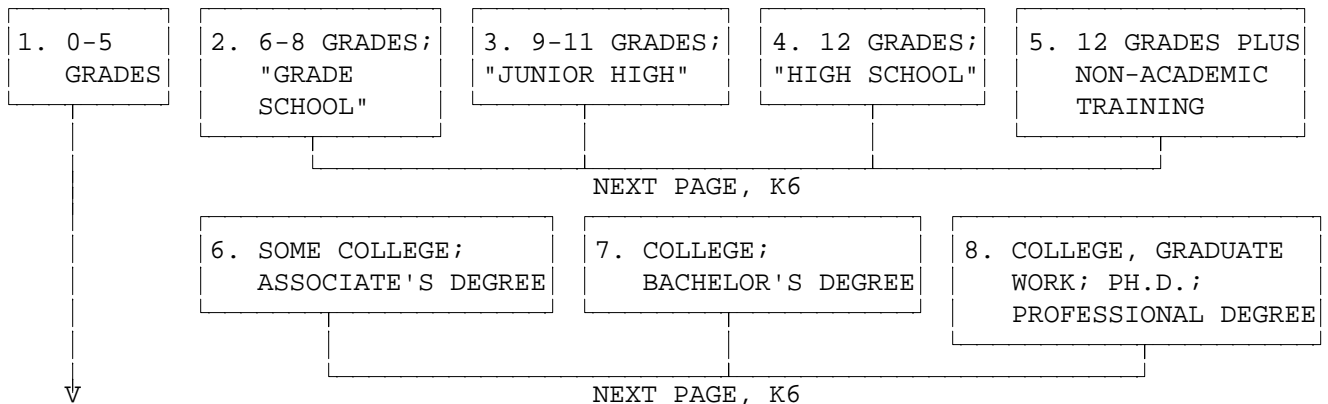 1. 0-5 GRADES
2. 6-8 GRADES; "GRADE SCHOOL"
3. 9-11 GRADES; "JUNIOR HIGH"
4. 12 GRADES; "HIGH SCHOOL"
5. 12 GRADES PLUS NON-ACADEMIC TRAINING
NEXT PAGE, K6
6. SOME COLLEGE; ASSOCIATE'S DEGREE
7. COLLEGE; BACHELOR'S DEGREE
8. COLLEGE, GRADUATE WORK; PH.D.; PROFESSIONAL DEGREE
NEXT PAGE, K6